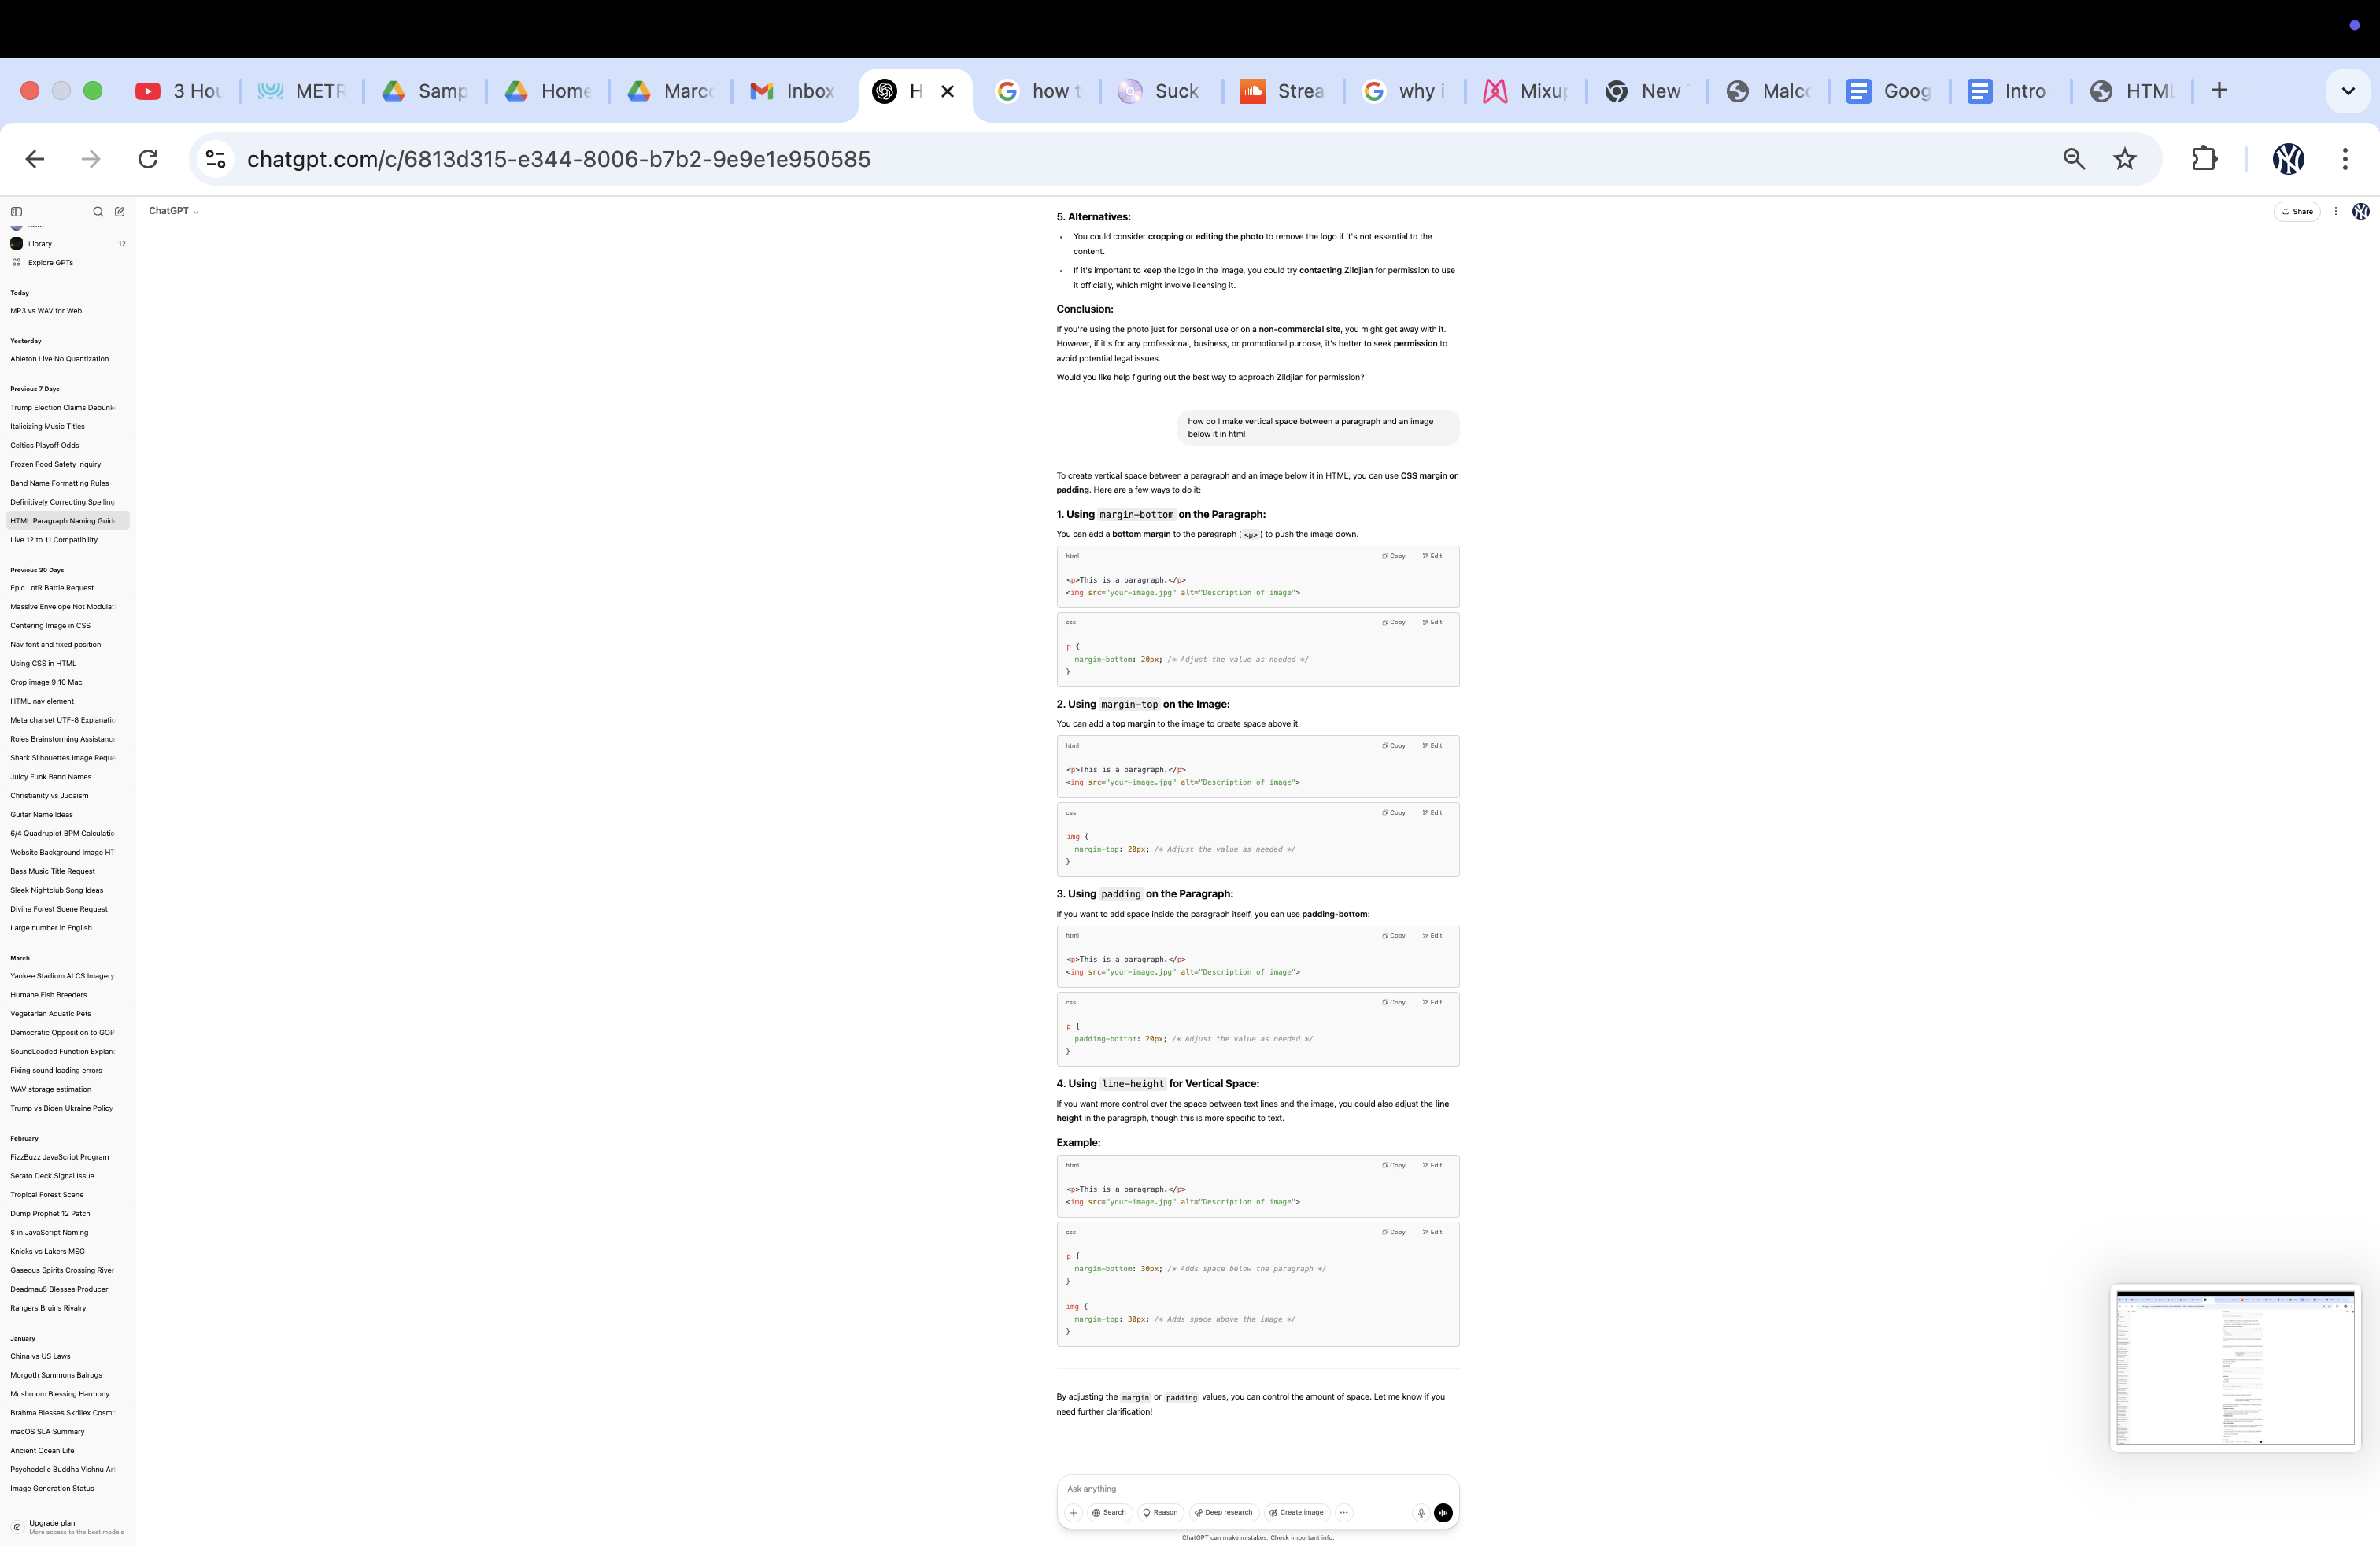 3 Hou
METR
Samp
Home
Marco
Inbox
H
how t
Suck
Strea
why i
Mixup
New
Malco
Goog
Intro
HTML
chatgpt.com/c/6813d315-e344-8006-b7b2-9e9e1e950585
ChatGPT
Share
Library 12
Explore GPTs
Today
MP3 vs WAV for Web
Yesterday
Ableton Live No Quantization
Previous 7 Days
Trump Election Claims Debunk
Italicizing Music Titles
Celtics Playoff Odds
Frozen Food Safety Inquiry
Band Name Formatting Rules
Definitively Correcting Spelling
HTML Paragraph Naming Guid
Live 12 to 11 Compatibility
Previous 30 Days
Epic LotR Battle Request
Massive Envelope Not Modulat
Centering Image in CSS
Nav font and fixed position
Using CSS in HTML
Crop image 9:10 Mac
HTML nav element
Meta charset UTF-8 Explanatio
Roles Brainstorming Assistance
Shark Silhouettes Image Reque
Juicy Funk Band Names
Christianity vs Judaism
Guitar Name Ideas
6/4 Quadruplet BPM Calculatio
Website Background Image HT
Bass Music Title Request
Sleek Nightclub Song Ideas
Divine Forest Scene Request
Large number in English
March
Yankee Stadium ALCS Imagery
Humane Fish Breeders
Vegetarian Aquatic Pets
Democratic Opposition to GOP
SoundLoaded Function Explana
Fixing sound loading errors
WAV storage estimation
Trump vs Biden Ukraine Policy
February
FizzBuzz JavaScript Program
Serato Deck Signal Issue
Tropical Forest Scene
Dump Prophet 12 Patch
$ in JavaScript Naming
Knicks vs Lakers MSG
Gaseous Spirits Crossing River
Deadmau5 Blesses Producer
Rangers Bruins Rivalry
January
China vs US Laws
Morgoth Summons Balrogs
Mushroom Blessing Harmony
Brahma Blesses Skrillex Cosmo
macOS SLA Summary
Ancient Ocean Life
Psychedelic Buddha Vishnu Art
Image Generation Status
Upgrade plan
More access to the best models
5. Alternatives:
• You could consider cropping or editing the photo to remove the logo if it's not essential to the
content.
• If it's important to keep the logo in the image, you could try contacting Zildjian for permission to use
it officially, which might involve licensing it.
Conclusion:
If you're using the photo just for personal use or on a non-commercial site, you might get away with it.
However, if it's for any professional, business, or promotional purpose, it's better to seek permission to
avoid potential legal issues.
Would you like help figuring out the best way to approach Zildjian for permission?
how do I make vertical space between a paragraph and an image
below it in html
To create vertical space between a paragraph and an image below it in HTML, you can use CSS margin or
padding. Here are a few ways to do it:
1. Using margin-bottom on the Paragraph:
You can add a bottom margin to the paragraph (<p>) to push the image down.
html Copy Edit
<p>This is a paragraph.</p>
<img src="your-image.jpg" alt="Description of image">
css Copy Edit
p {
margin-bottom: 20px; /* Adjust the value as needed */
}
2. Using margin-top on the Image:
You can add a top margin to the image to create space above it.
html Copy Edit
<p>This is a paragraph.</p>
<img src="your-image.jpg" alt="Description of image">
css Copy Edit
img {
margin-top: 20px; /* Adjust the value as needed */
}
3. Using padding on the Paragraph:
If you want to add space inside the paragraph itself, you can use padding-bottom:
html Copy Edit
<p>This is a paragraph.</p>
<img src="your-image.jpg" alt="Description of image">
css Copy Edit
p {
padding-bottom: 20px; /* Adjust the value as needed */
}
4. Using line-height for Vertical Space:
If you want more control over the space between text lines and the image, you could also adjust the line
height in the paragraph, though this is more specific to text.
Example:
html Copy Edit
<p>This is a paragraph.</p>
<img src="your-image.jpg" alt="Description of image">
css Copy Edit
p {
margin-bottom: 30px; /* Adds space below the paragraph */
}
img {
margin-top: 30px; /* Adds space above the image */
}
By adjusting the margin or padding values, you can control the amount of space. Let me know if you
need further clarification!
Ask anything
Search Reason Deep research Create image
ChatGPT can make mistakes. Check important info.